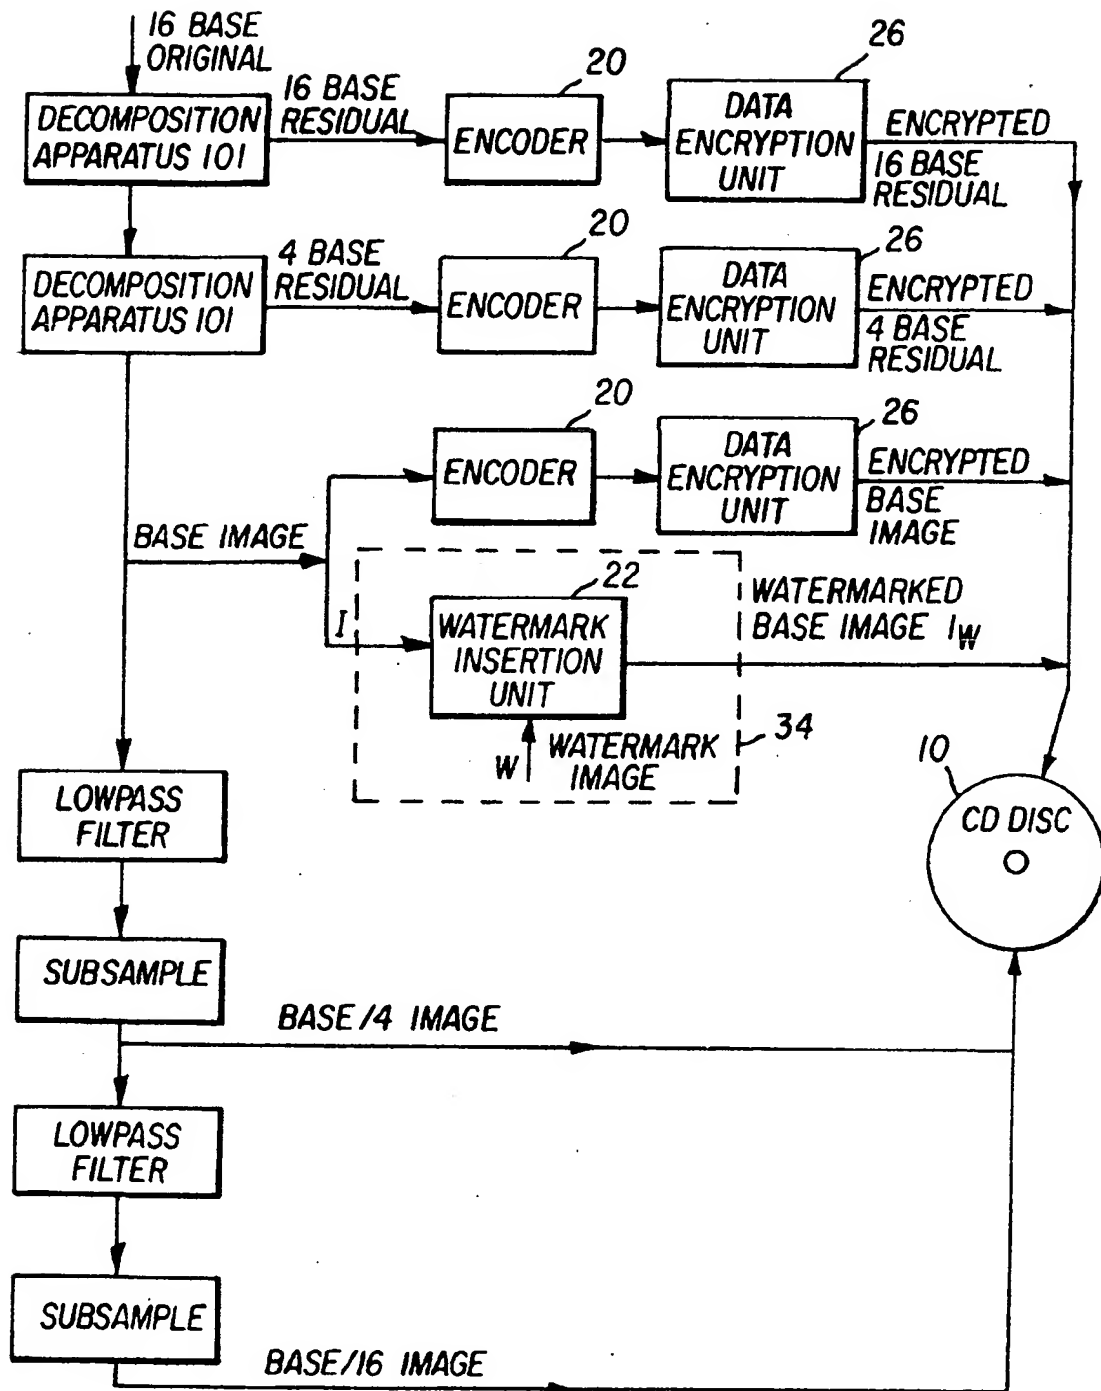 16 BASE
ORIGINAL
DECOMPOSITION
APPARATUS 101
16 BASE
RESIDUAL
20
ENCODER
26
DATA
ENCRYPTION
UNIT
ENCRYPTED
16 BASE
RESIDUAL
DECOMPOSITION
APPARATUS 101
4 BASE
RESIDUAL
20
ENCODER
26
DATA
ENCRYPTION
UNIT
ENCRYPTED
4 BASE
RESIDUAL
20
ENCODER
26
DATA
ENCRYPTION
UNIT
ENCRYPTED
BASE
IMAGE
BASE IMAGE
I
22
WATERMARK
INSERTION
UNIT
WATERMARKED
BASE IMAGE IW
W
WATERMARK
IMAGE
34
10
CD DISC
LOWPASS
FILTER
SUBSAMPLE
BASE/4 IMAGE
LOWPASS
FILTER
SUBSAMPLE
BASE/16 IMAGE